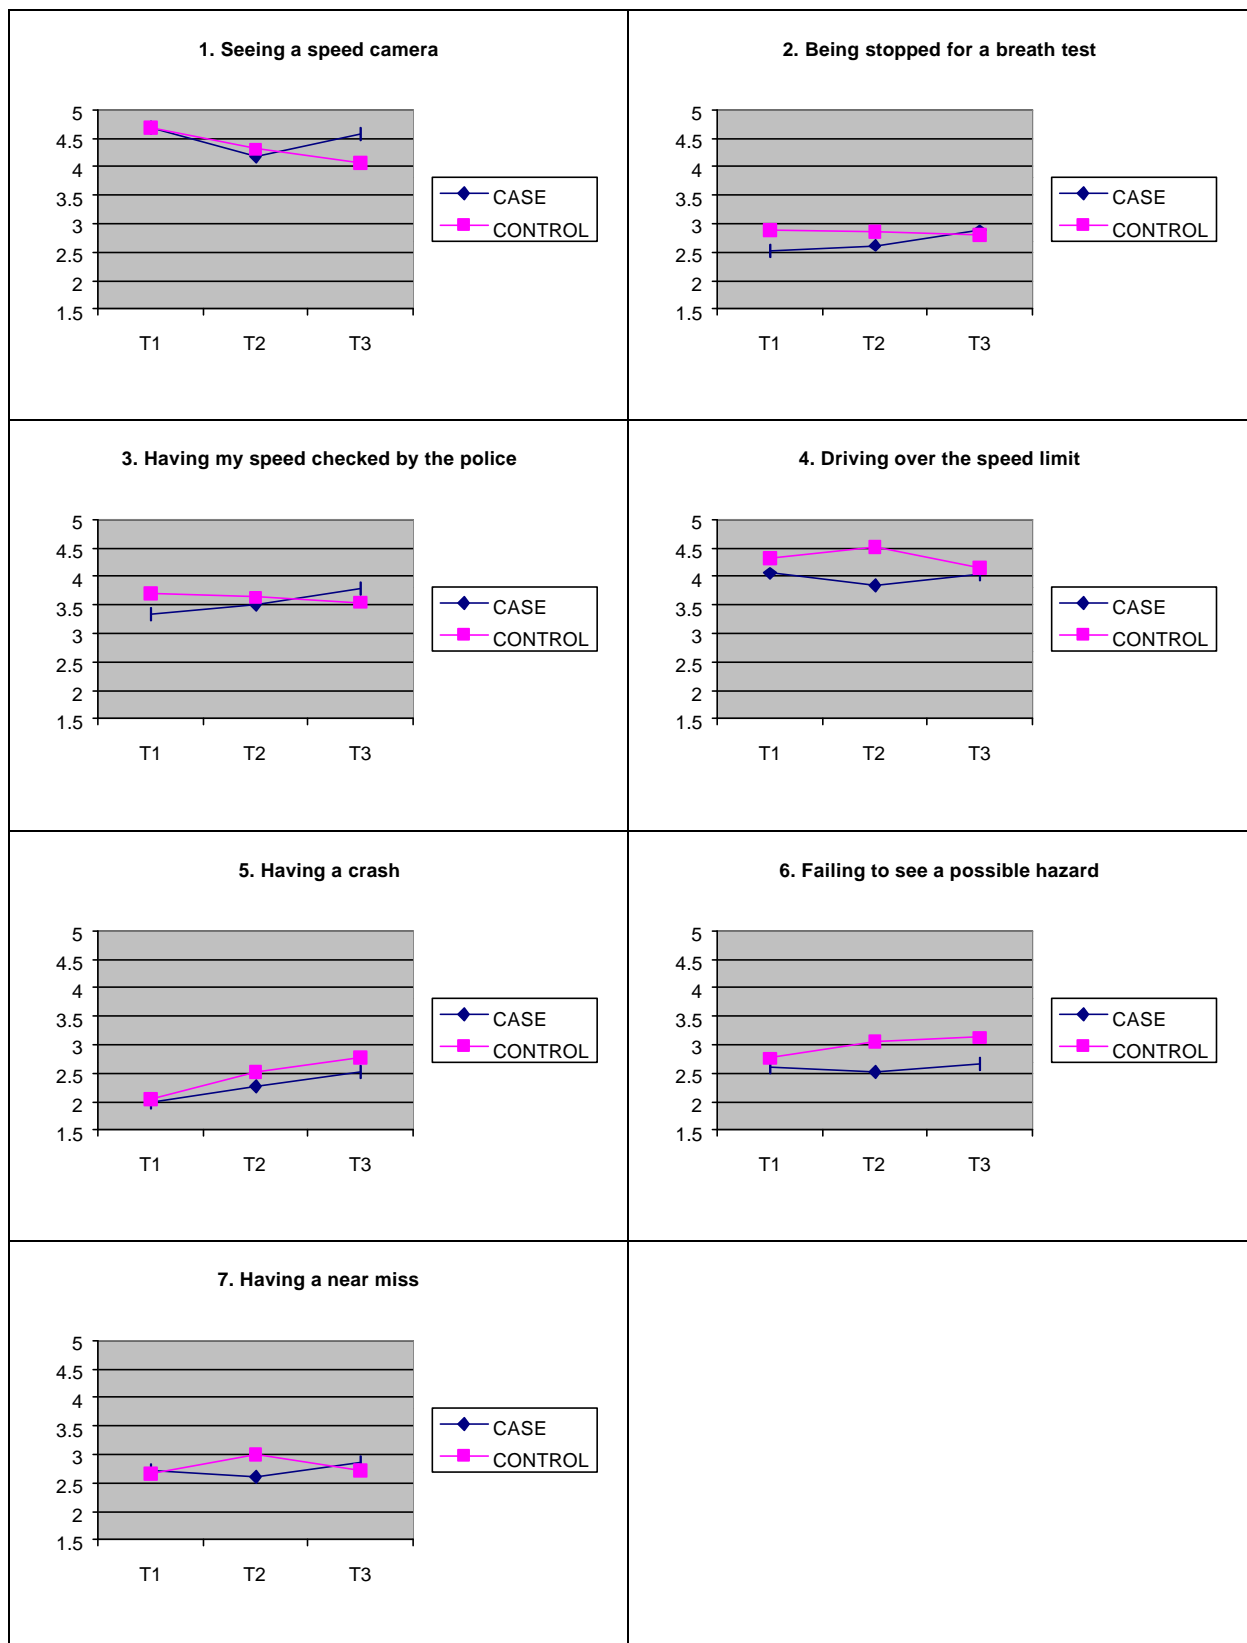 1. Seeing a speed camera
5
4.5
4
3.5
3
2.5
2
1.5
T1 T2 T3
CASE
CONTROL
2. Being stopped for a breath test
5
4.5
4
3.5
3
2.5
2
1.5
T1 T2 T3
CASE
CONTROL
3. Having my speed checked by the police
5
4.5
4
3.5
3
2.5
2
1.5
T1 T2 T3
CASE
CONTROL
4. Driving over the speed limit
5
4.5
4
3.5
3
2.5
2
1.5
T1 T2 T3
CASE
CONTROL
5. Having a crash
5
4.5
4
3.5
3
2.5
2
1.5
T1 T2 T3
CASE
CONTROL
6. Failing to see a possible hazard
5
4.5
4
3.5
3
2.5
2
1.5
T1 T2 T3
CASE
CONTROL
7. Having a near miss
5
4.5
4
3.5
3
2.5
2
1.5
T1 T2 T3
CASE
CONTROL